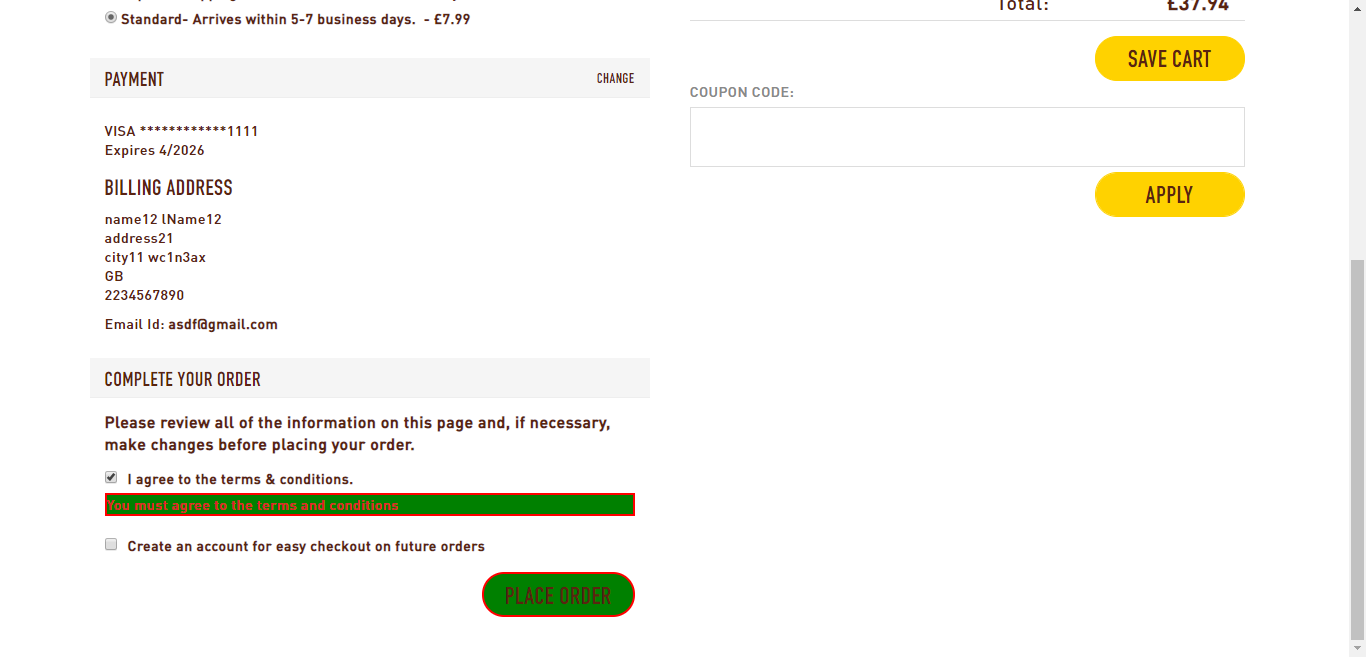 Standard- Arrives within 5-7 business days. - £7.99
PAYMENT
CHANGE
VISA ************1111
Expires 4/2026
BILLING ADDRESS
name12 lName12
address21
city11 wc1n3ax
GB
2234567890
Email Id: asdf@gmail.com
COMPLETE YOUR ORDER
Please review all of the information on this page and, if necessary,
make changes before placing your order.
I agree to the terms & conditions.
You must agree to the terms and conditions
Create an account for easy checkout on future orders
PLACE ORDER
Total: £37.94
SAVE CART
COUPON CODE:
APPLY